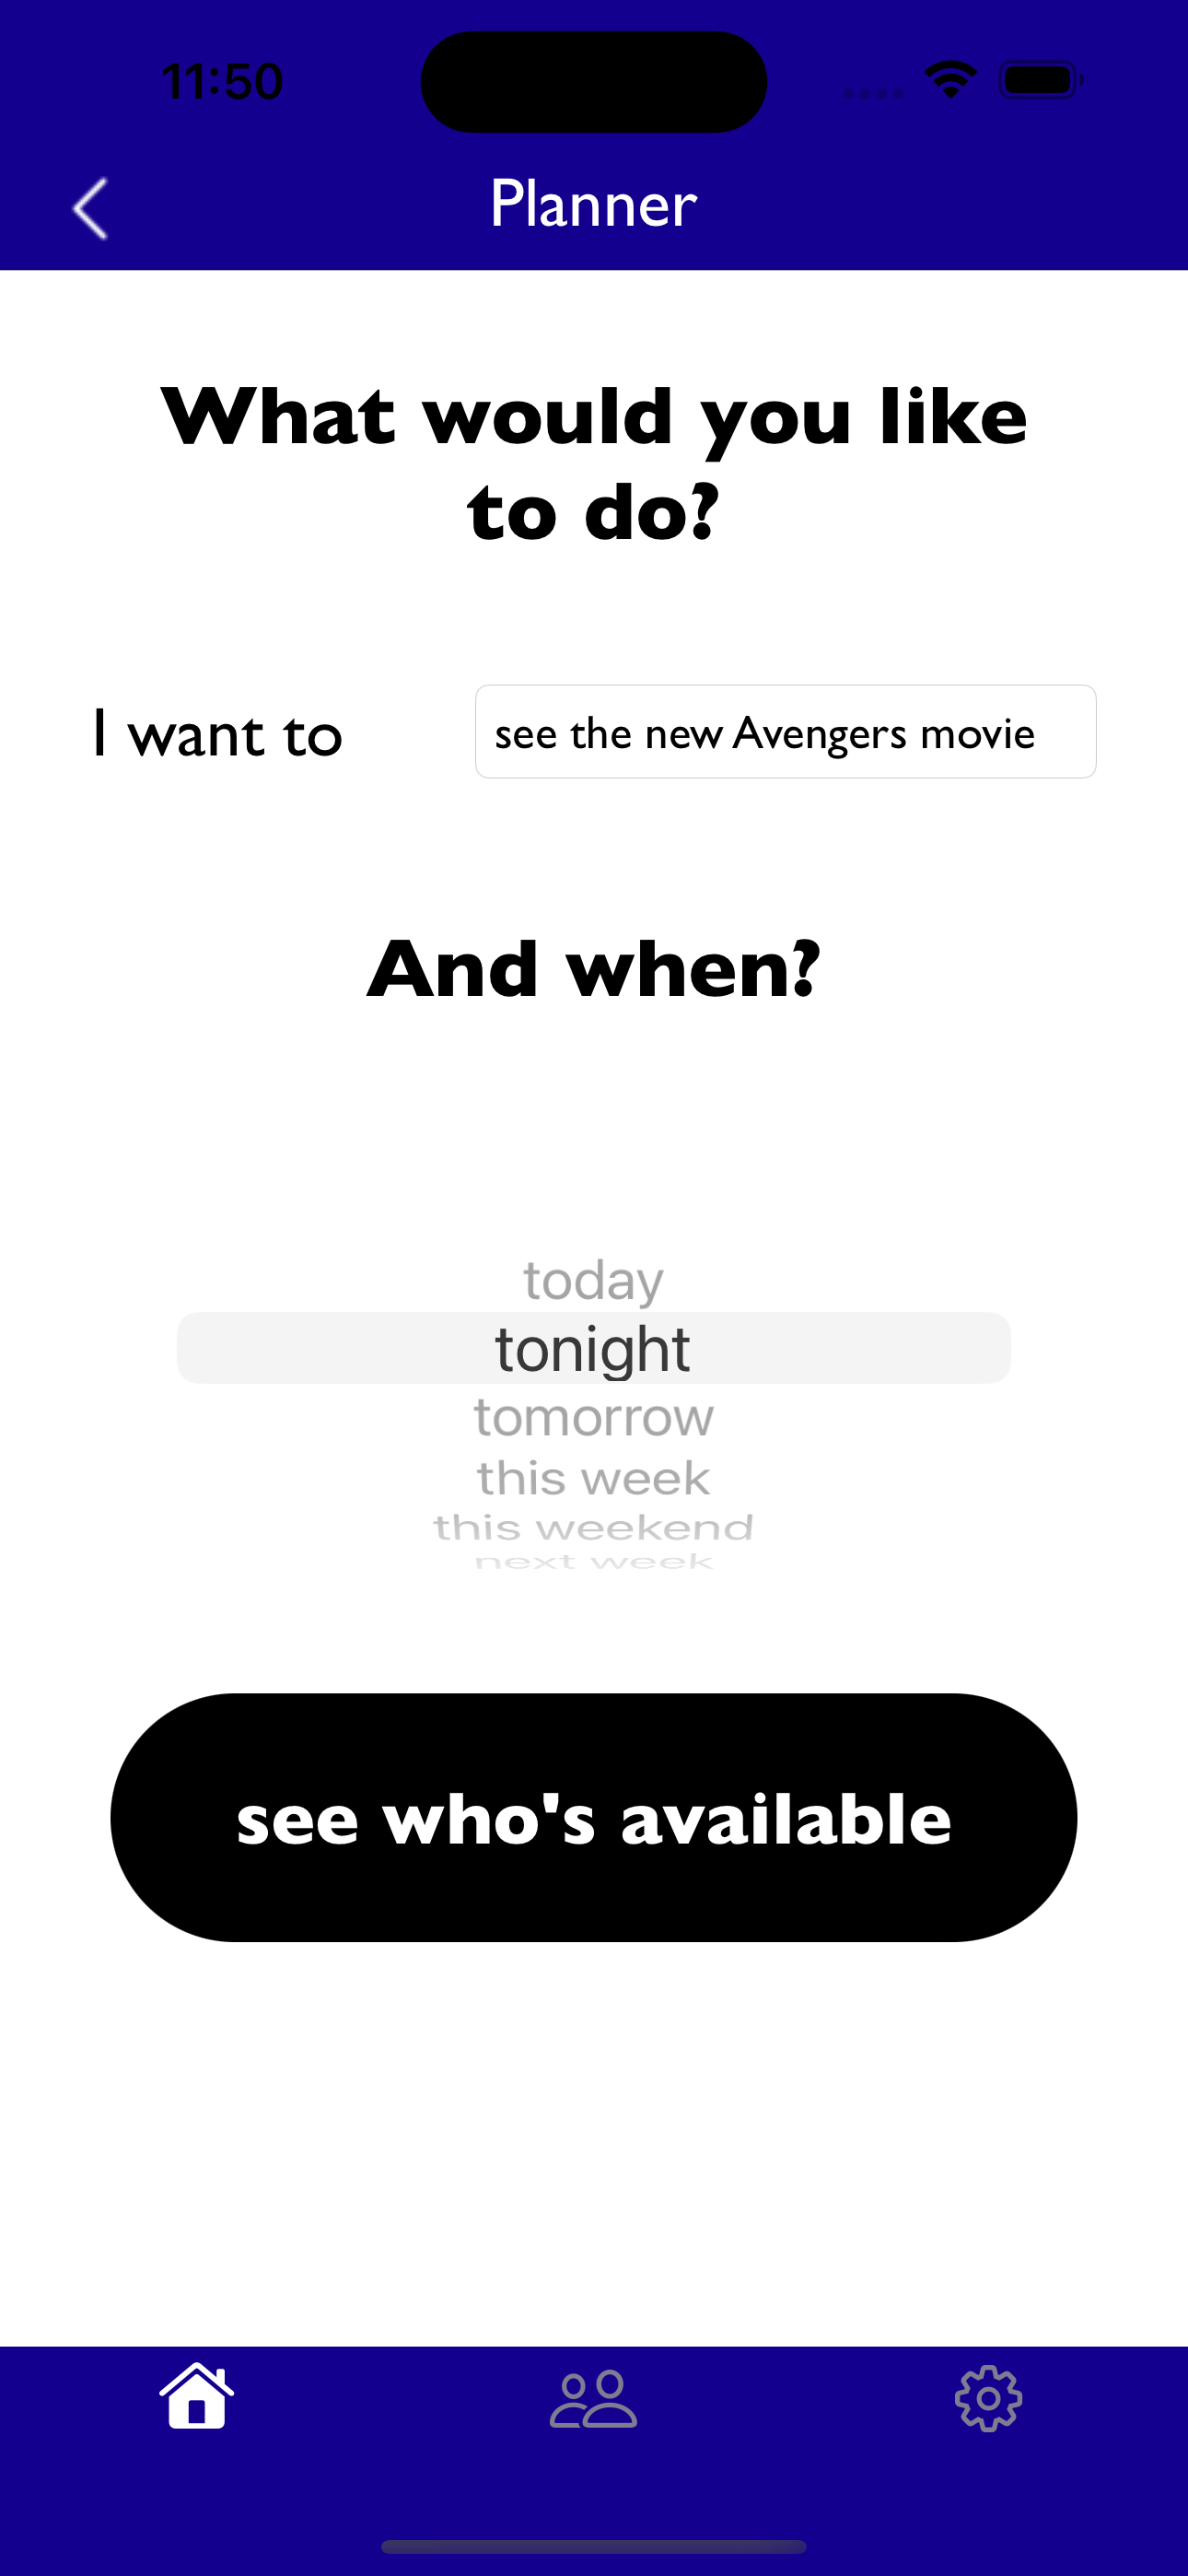 11:50
Planner
What would you like
to do?
I want to
see the new Avengers movie
And when?
today
tonight
tomorrow
this week
this weekend
next week
see who's available